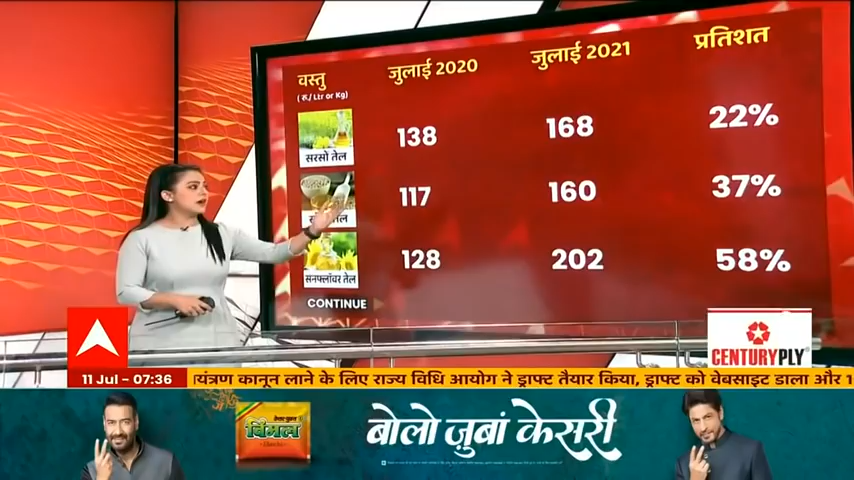 वस्तु
( रू./Ltr or Kg)
जुलाई 2020
जुलाई 2021
प्रतिशत
सरसों तेल
138
168
22%
तेल
117
160
37%
सनफ्लॉवर तेल
128
202
58%
CONTINUE
CENTURYPLY
11 Jul - 07:36
यंत्रण कानून लाने के लिए राज्य विधि आयोग ने ड्राफ्ट तैयार किया, ड्राफ्ट को वेबसाइट डाला और 1
विमल
बोलो ज़ुबां केसरी